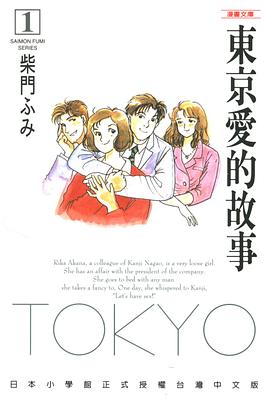 漫畫文庫
1
SAIMON FUMI
SERIES
柴門ふみ
東京愛的故事
Rika Akana, a colleague of Kanji Nagao, is a very loose girl.
She has an affair with the president of the company.
She goes to bed with any man
she takes a fancy to, One day, she whispered to Kanji,
"Let's have sex!"
TOKYO
日本小學館正式授權台灣中文版